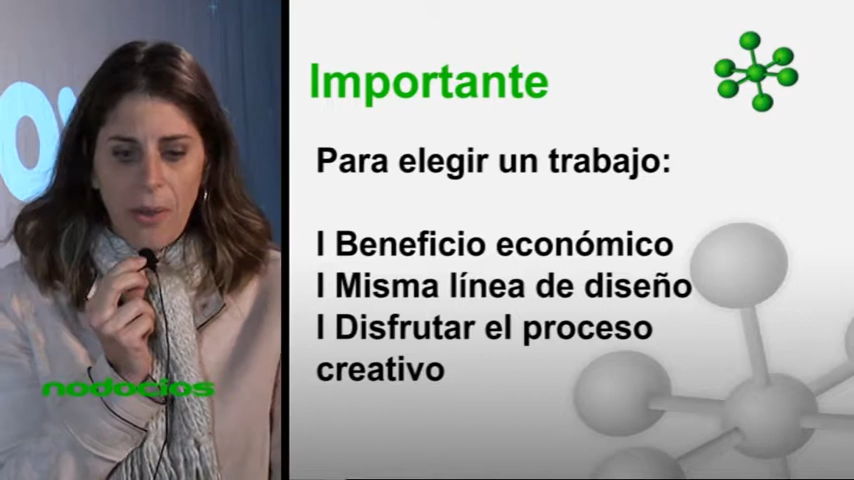 Importante
Para elegir un trabajo:
| Beneficio económico
| Misma línea de diseño
| Disfrutar el proceso
creativo
nodocios